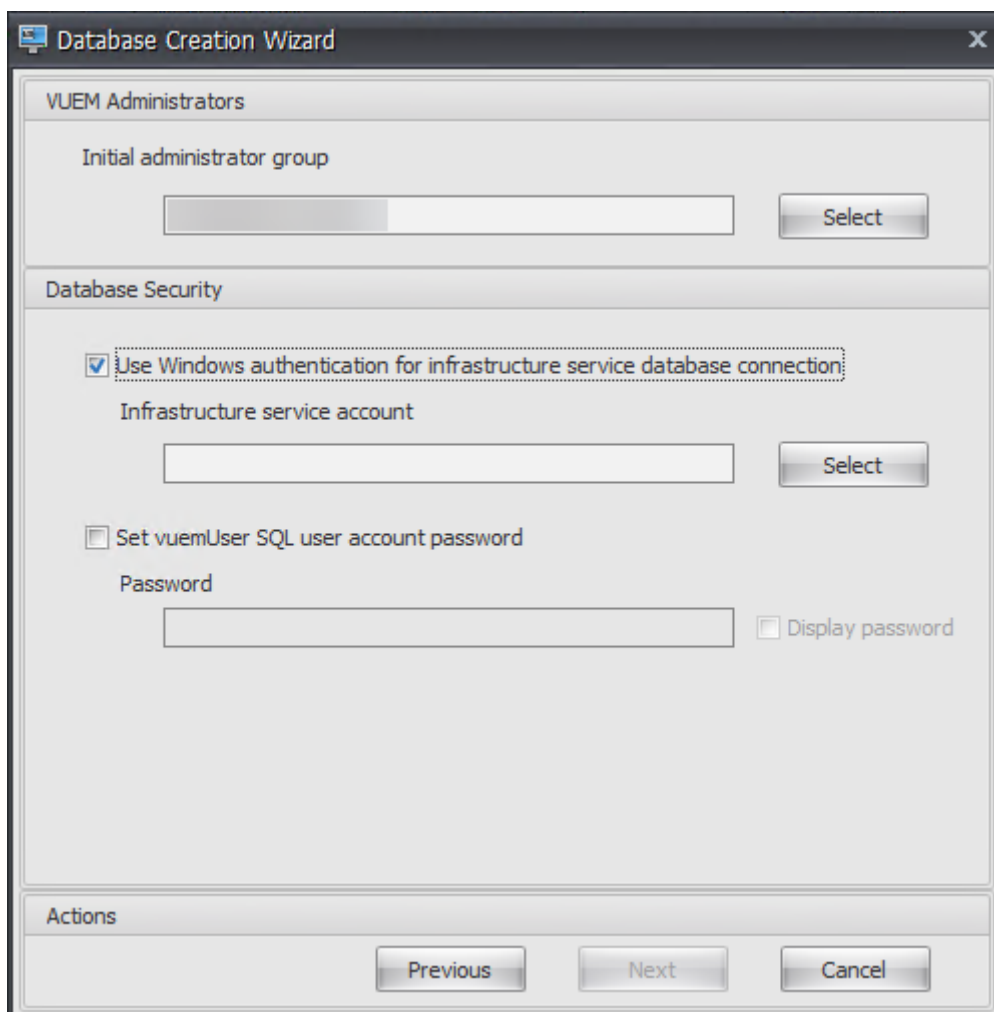 Database Creation Wizard
VUEM Administrators
Initial administrator group
Select
Database Security
Use Windows authentication for infrastructure service database connection
Infrastructure service account
Select
Set vuemUser SQL user account password
Password
Display password
Actions
Previous Next Cancel